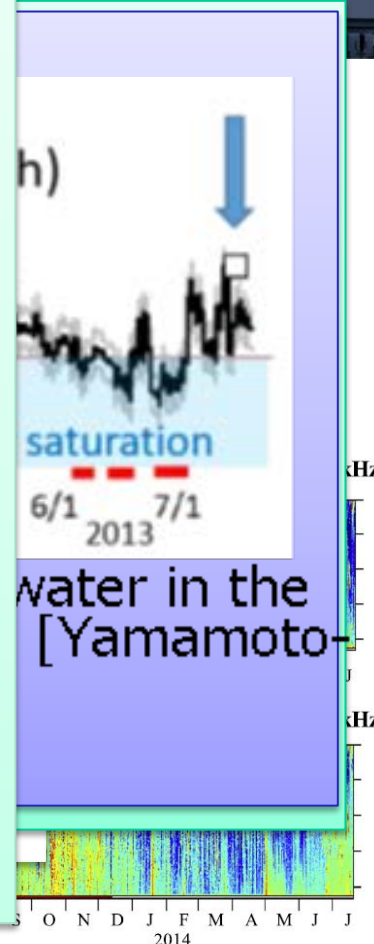 h)
saturation
6/1 7/1
2013
water in the
[Yamamoto-
kHz
J
kHz
S O N D J F M A M J J
2014